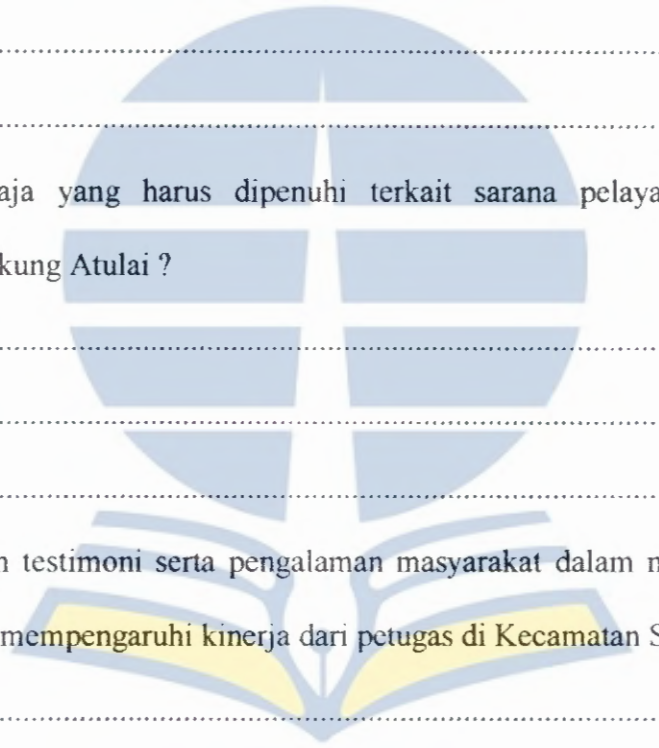 aja yang harus dipenuhi terkait sarana
kung Atulai ?
testimoni serta pengalaman masyarakat dalam
mempengaruhi kinerja dari petugas di Kecamatan